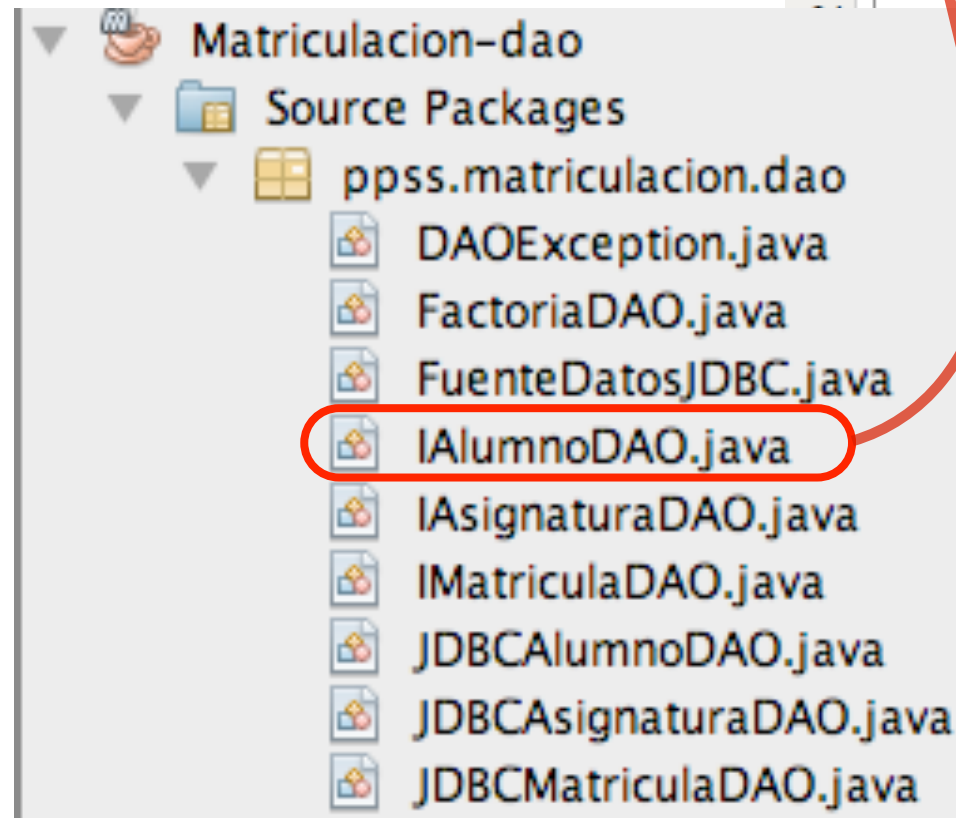 Matriculacion-dao
Source Packages
ppss.matriculacion.dao
DAOException.java
FactoriaDAO.java
FuenteDatosJDBC.java
IAlumnoDAO.java
IAsignaturaDAO.java
IMatriculaDAO.java
JDBCAlumnoDAO.java
JDBCAsignaturaDAO.java
JDBCMatriculaDAO.java